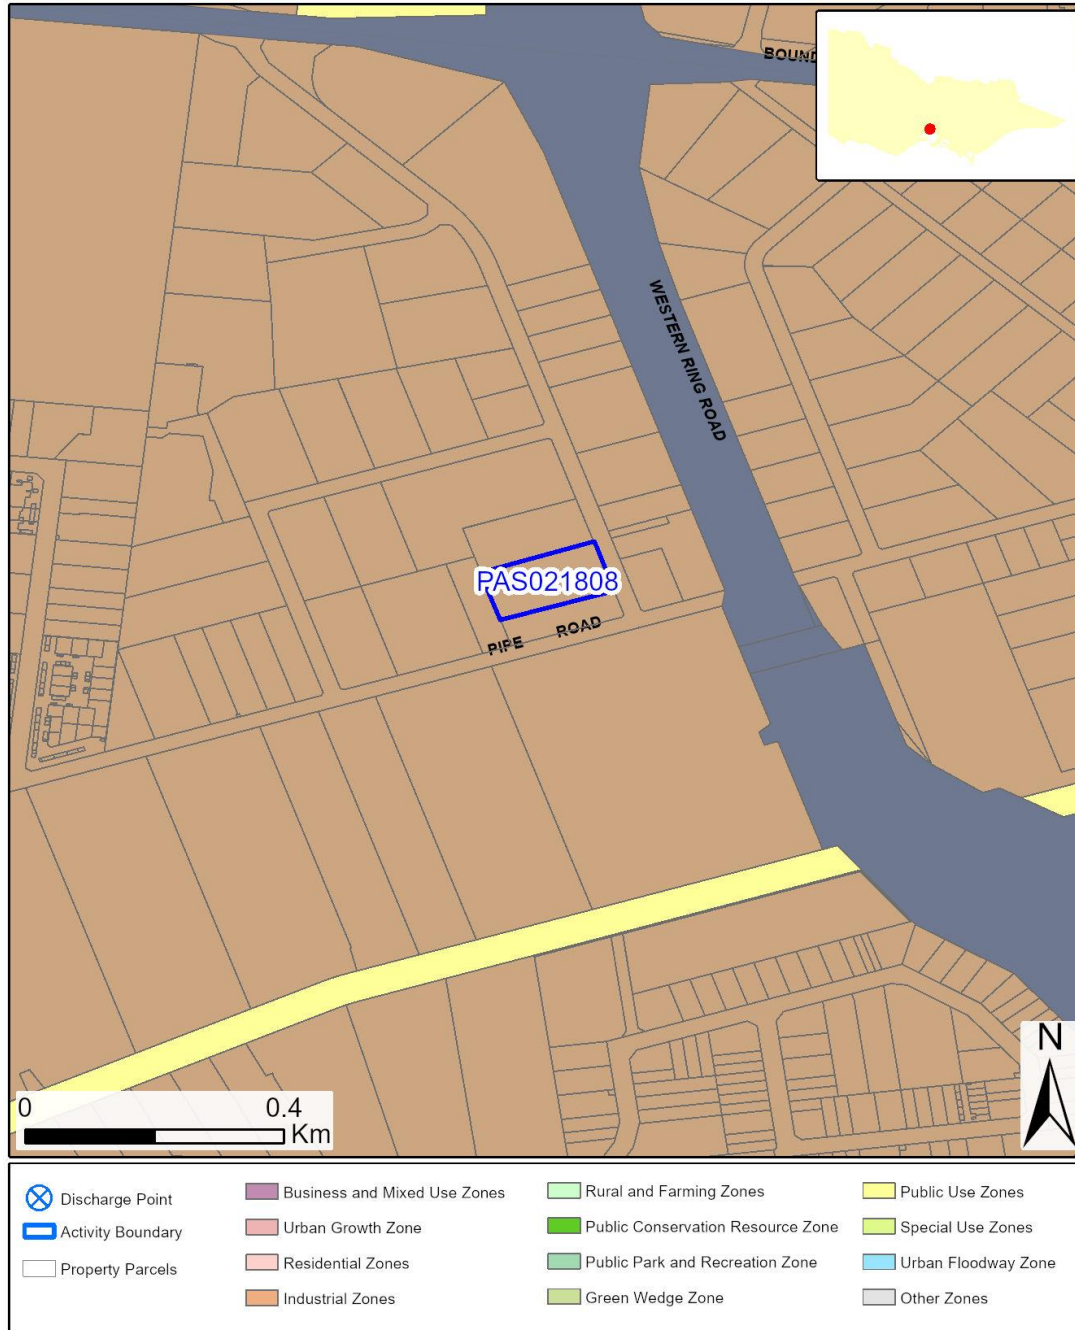 BOUND
WESTERN RING ROAD
PAS021808
PIPE ROAD
0 0.4
Km
N
Discharge Point
Activity Boundary
Property Parcels
Business and Mixed Use Zones
Urban Growth Zone
Residential Zones
Industrial Zones
Rural and Farming Zones
Public Conservation Resource Zone
Public Park and Recreation Zone
Green Wedge Zone
Public Use Zones
Special Use Zones
Urban Floodway Zone
Other Zones